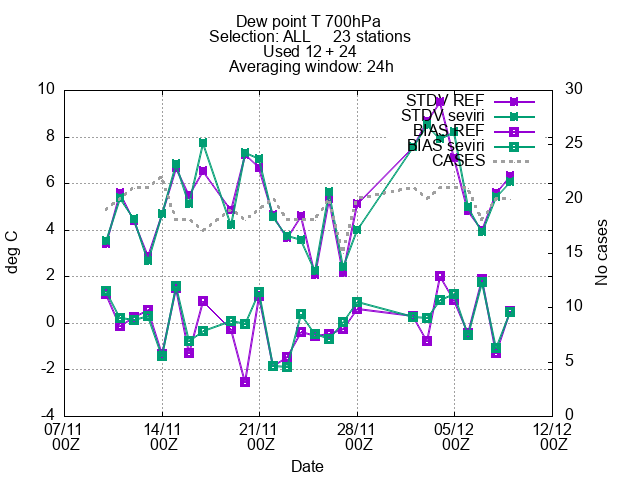 Dew point T 700hPa
Selection: ALL 23 stations
Used 12 + 24
Averaging window: 24h
10 30
STDV REF
STDV seviri
BIAS REF
BIAS seviri
CASES
8 25
6 20
4 15
2 10
0
-2 5
-4 0
deg C
No cases
07/11 14/11 21/11 28/11 05/12 12/12
00Z 00Z 00Z 00Z 00Z 00Z
Date